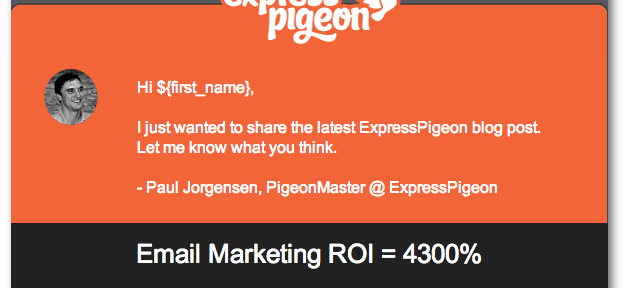 express
pigeon
Hi ${first_name},
I just wanted to share the latest ExpressPigeon blog post.
Let me know what you think.
- Paul Jorgensen, PigeonMaster @ ExpressPigeon
Email Marketing ROI = 4300%